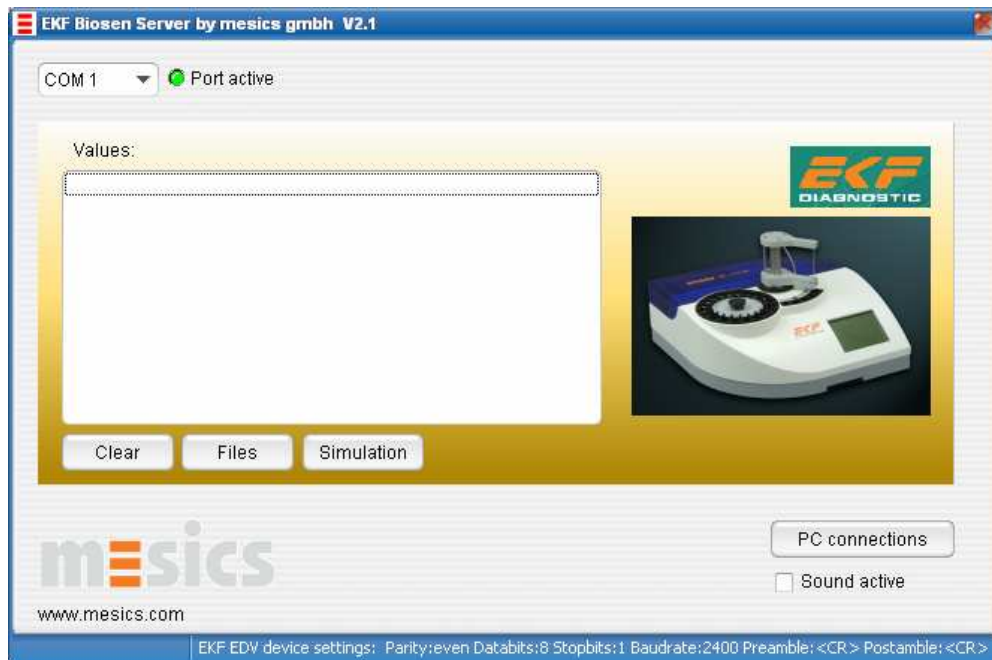 EKF Biosen Server by mesics gmbh V2.1
COM 1
Port active
Values:
EKF
DIAGNOSTIC
EKF
Clear
Files
Simulation
mesics
PC connections
Sound active
www.mesics.com
EKF EDV device settings: Parity:even Databits:8 Stopbits:1 Baudrate:2400 Preamble:<CR> Postamble:<CR>